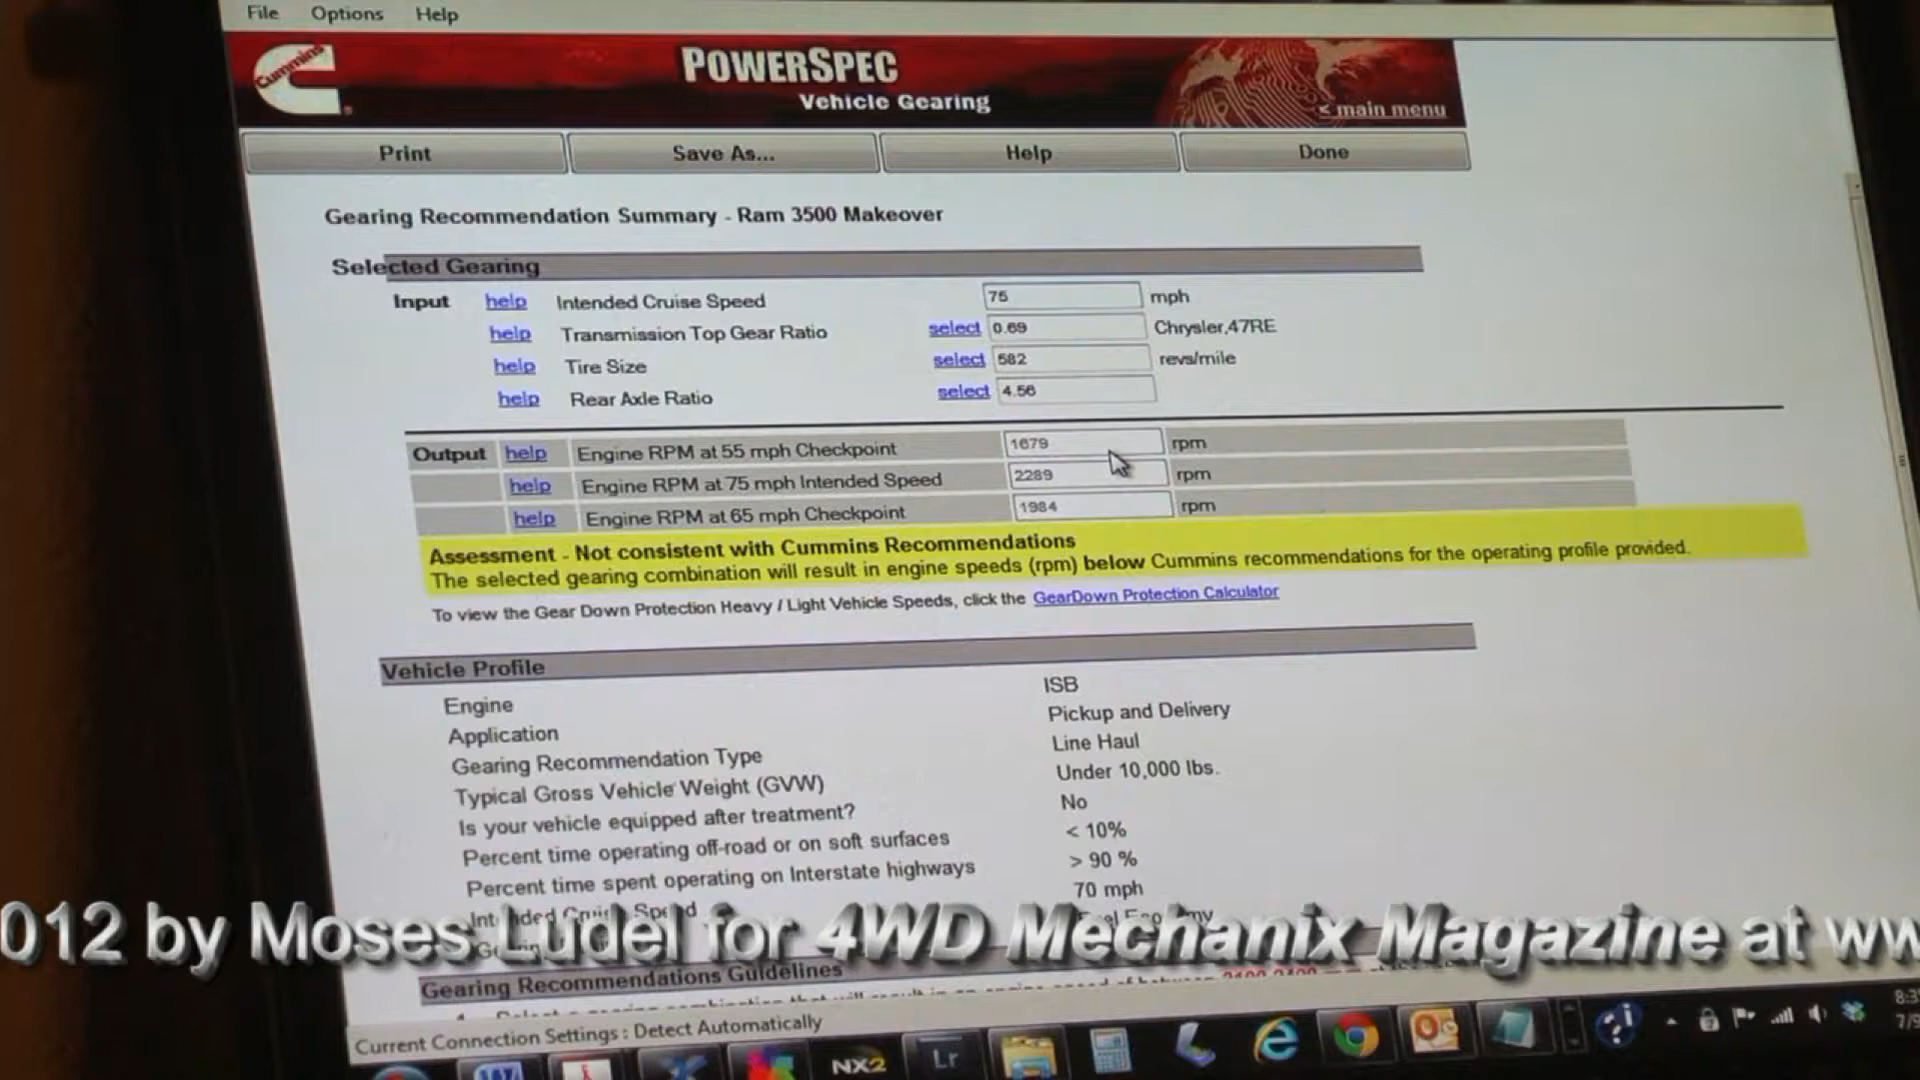 File Options Help
Cummins
POWERSPEC
Vehicle Gearing
< main menu
Print Save As... Help Done
Gearing Recommendation Summary - Ram 3500 Makeover
Selected Gearing
Input help Intended Cruise Speed 75 mph
help Transmission Top Gear Ratio select 0.69 Chrysler,47RE
help Tire Size select 582 revs/mile
help Rear Axle Ratio select 4.56
Output help Engine RPM at 55 mph Checkpoint 1679 rpm
help Engine RPM at 75 mph Intended Speed 2289 rpm
help Engine RPM at 65 mph Checkpoint 1984 rpm
Assessment - Not consistent with Cummins Recommendations
The selected gearing combination will result in engine speeds (rpm) below Cummins recommendations for the operating profile provided.
To view the Gear Down Protection Heavy / Light Vehicle Speeds, click the GearDown Protection Calculator
Vehicle Profile
Engine ISB
Application Pickup and Delivery
Gearing Recommendation Type Line Haul
Typical Gross Vehicle Weight (GVW) Under 10,000 lbs.
Is your vehicle equipped after treatment? No
Percent time operating off-road or on soft surfaces < 10%
Percent time spent operating on Interstate highways > 90 %
Speed 70 mph
012 by Moses Ludel for 4WD Mechanix Magazine at ww
Gearing Recommendations Guidelines
Current Connection Settings : Detect Automatically
NX2 Lr